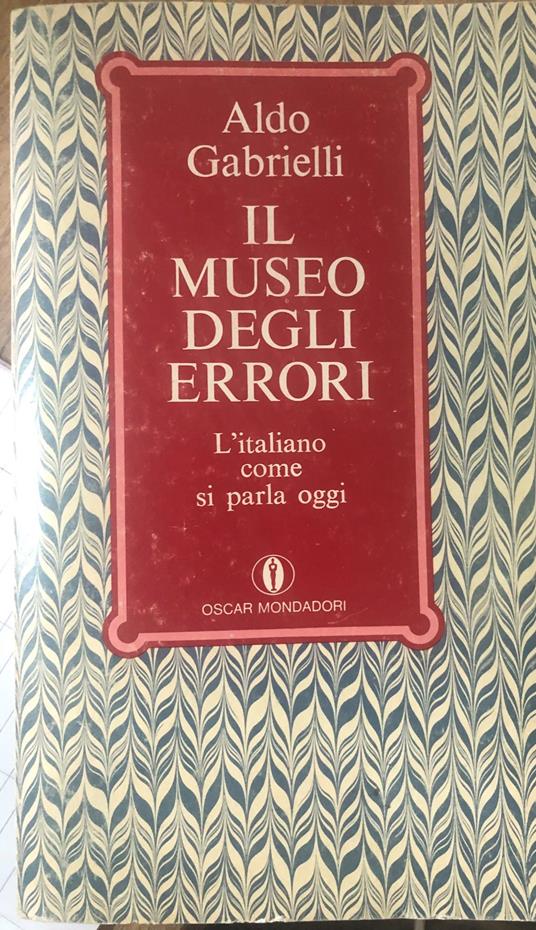 Aldo
Gabrielli
IL
MUSEO
DEGLI
ERRORI
L'italiano
come
si parla oggi
OSCAR MONDADORI